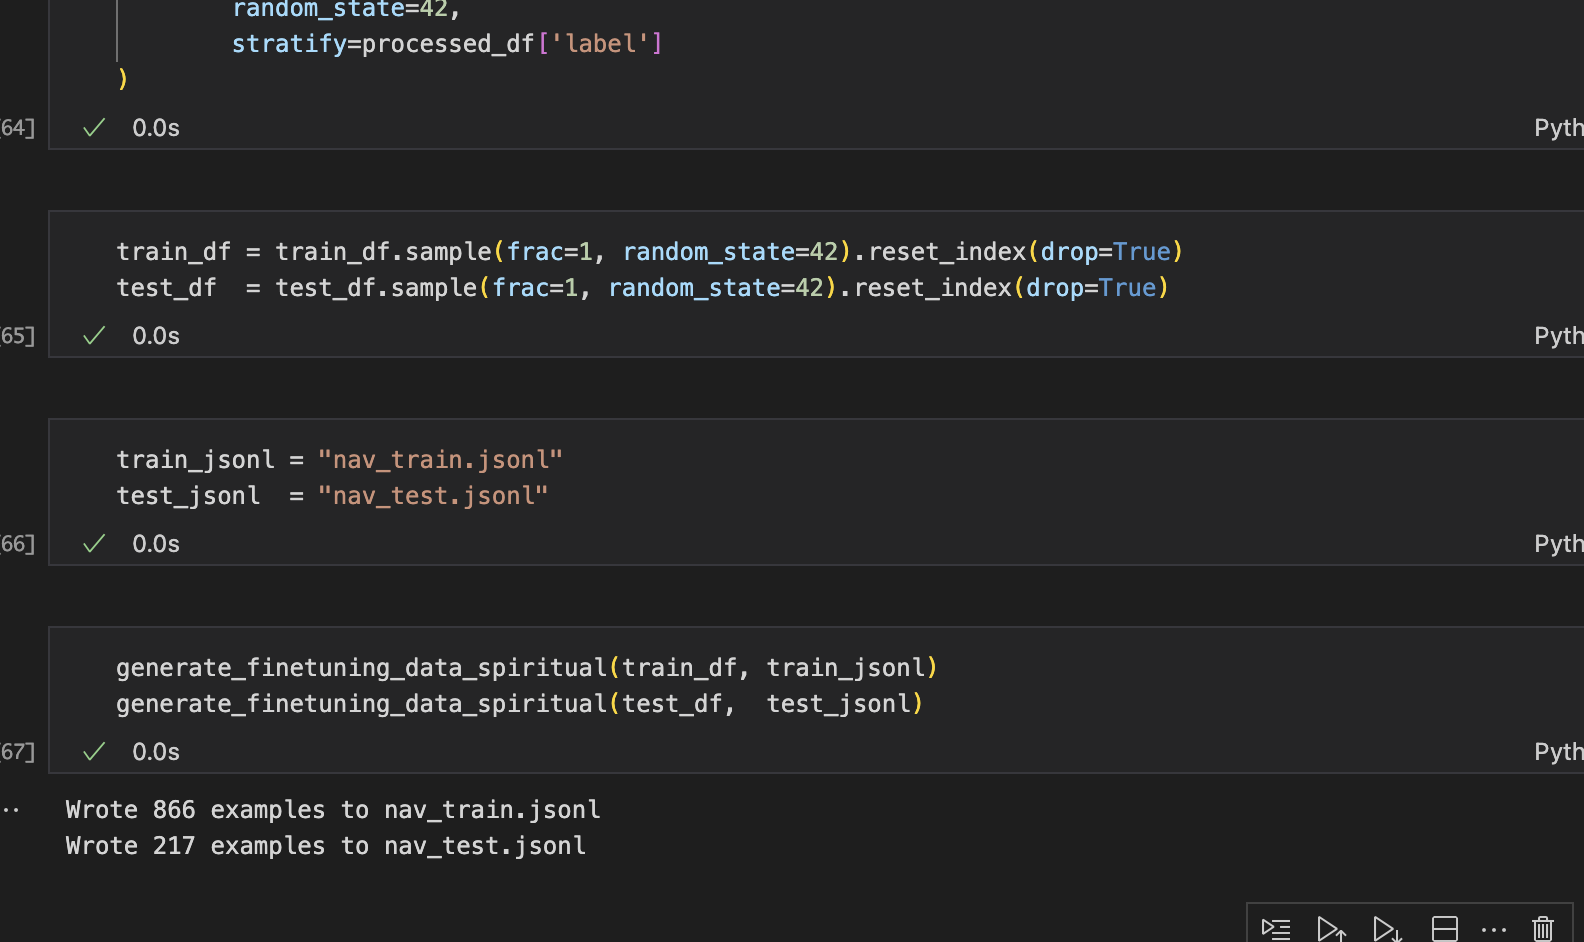 random_state=42,
stratify=processed_df['label']
)
64]
0.0s
Pyth
train_df = train_df.sample(frac=1, random_state=42).reset_index(drop=True)
test_df  = test_df.sample(frac=1, random_state=42).reset_index(drop=True)
65]
0.0s
Pyth
train_jsonl = "nav_train.jsonl"
test_jsonl  = "nav_test.jsonl"
66]
0.0s
Pyth
generate_finetuning_data_spiritual(train_df, train_jsonl)
generate_finetuning_data_spiritual(test_df,  test_jsonl)
67]
0.0s
Pyth
Wrote 866 examples to nav_train.jsonl
Wrote 217 examples to nav_test.jsonl